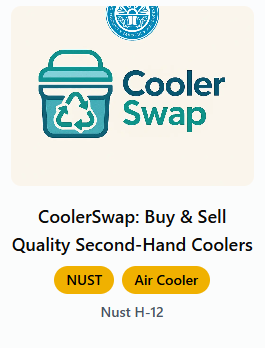 Cooler
Swap
CoolerSwap: Buy & Sell
Quality Second-Hand Coolers
NUST
Air Cooler
Nust H-12